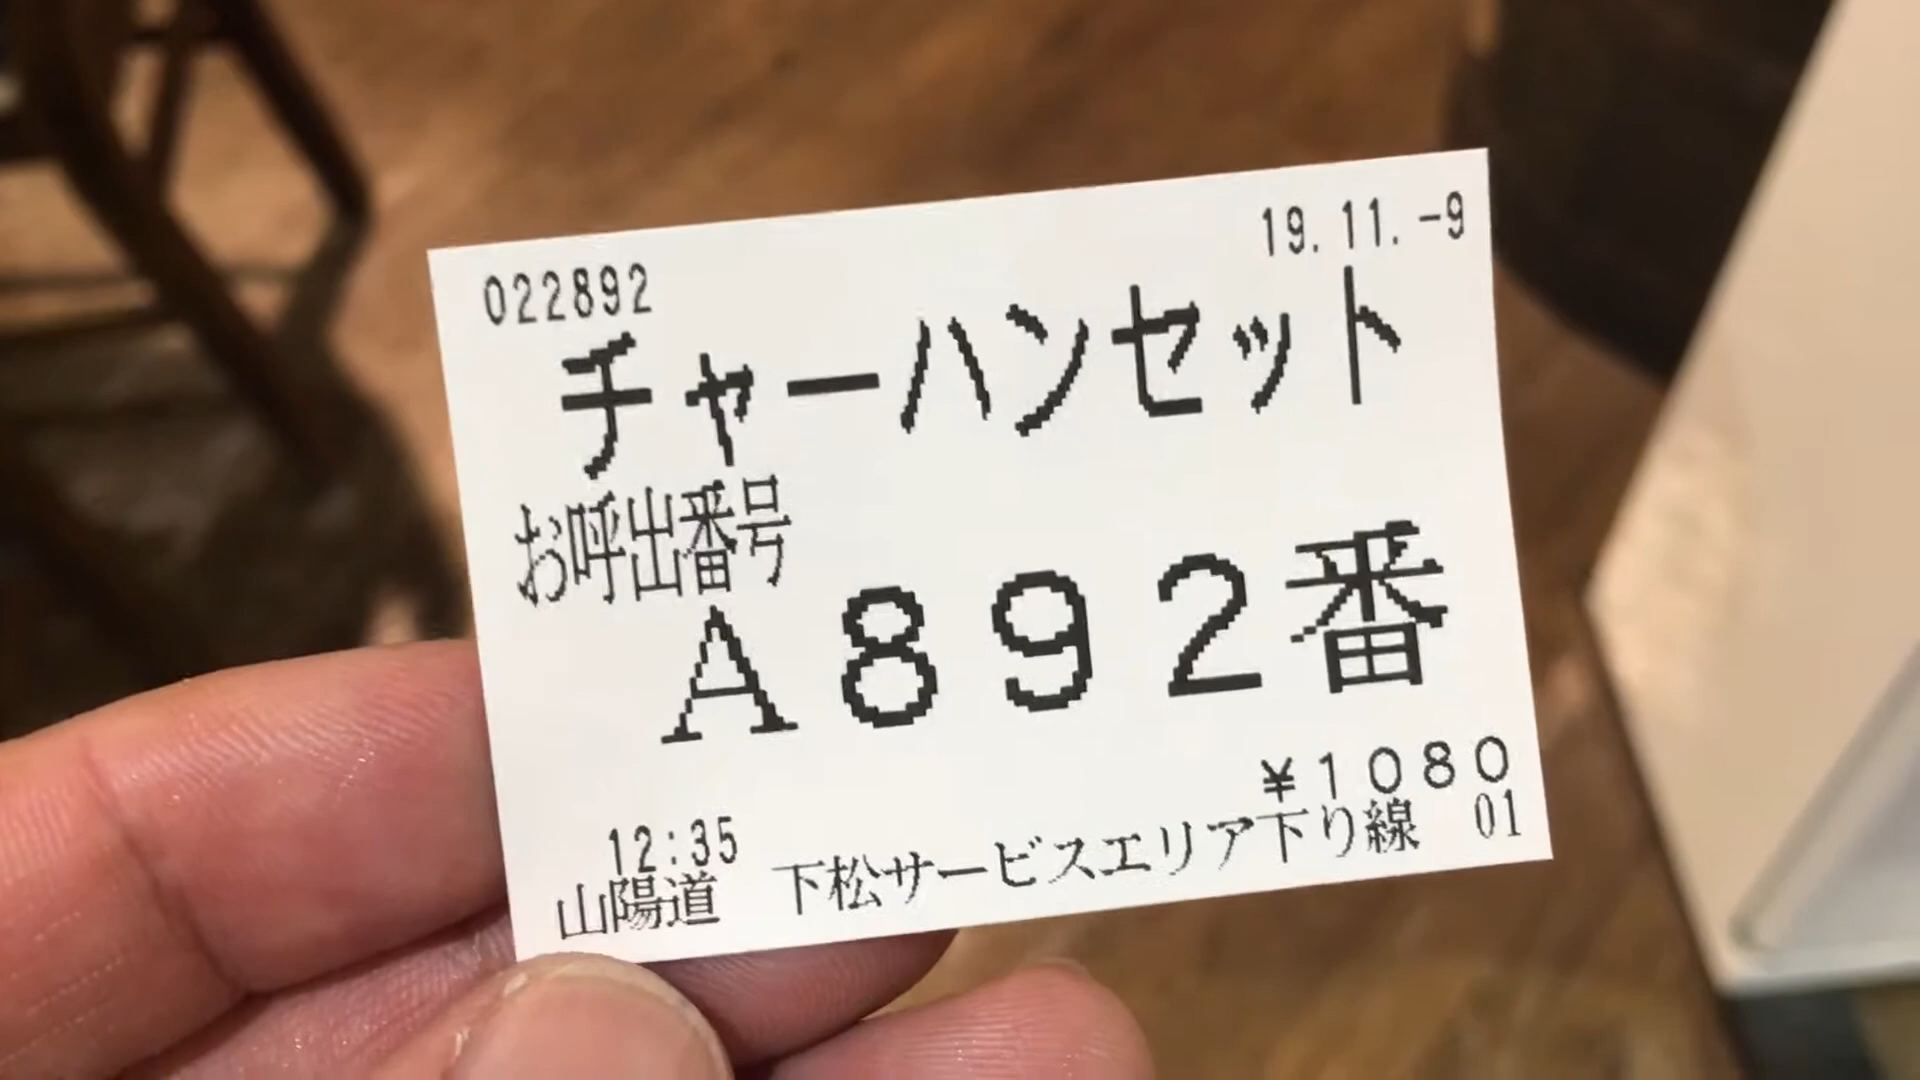 19.11.-9
022892
チャーハンセット
お呼出番号
A892番
¥1080
12:35
山陽道 下松サービスエリア下り線 01